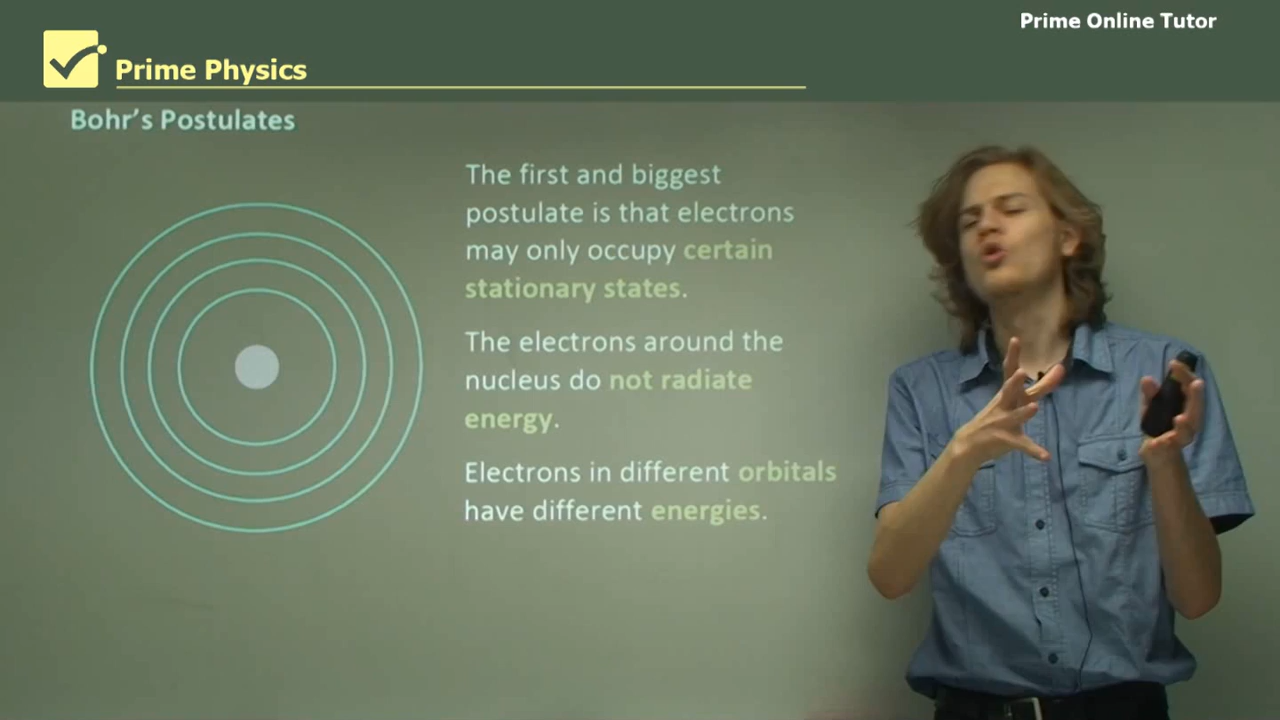 Prime Online Tutor
Prime Physics
Bohr’s Postulates
The first and biggest
postulate is that electrons
may only occupy certain
stationary states.
The electrons around the
nucleus do not radiate
energy.
Electrons in different orbitals
have different energies.